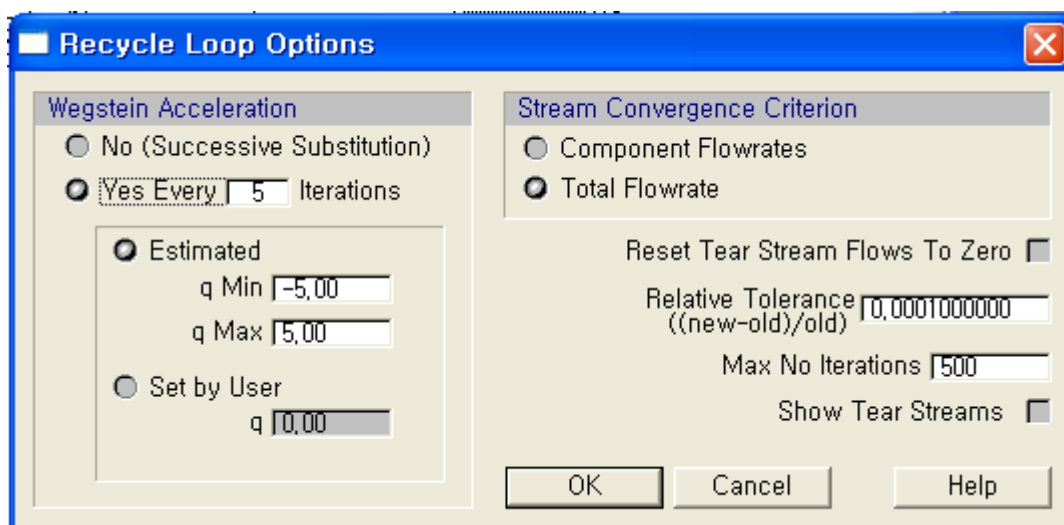 Recycle Loop Options
Wegstein Acceleration
No (Successive Substitution)
Yes Every 5 Iterations
Estimated
q Min -5,00
q Max 5,00
Set by User
q 0,00
Stream Convergence Criterion
Component Flowrates
Total Flowrate
Reset Tear Stream Flows To Zero
Relative Tolerance
((new-old)/old) 0,0001000000
Max No Iterations 500
Show Tear Streams
OK Cancel Help